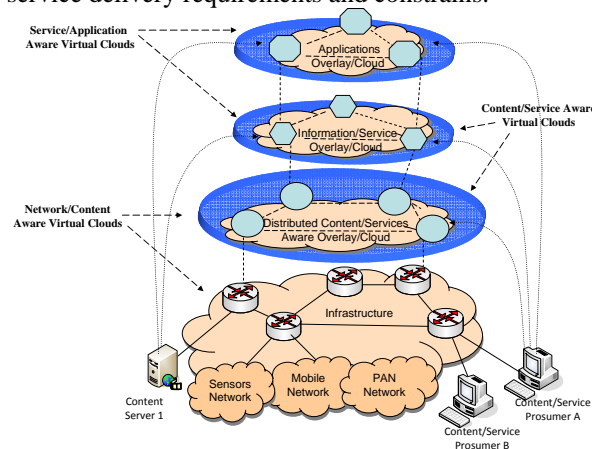 service delivery requirements and constrains.
Service/Application
Aware Virtual Clouds
Applications
Overlay/Cloud
Content/Service Aware
Virtual Clouds
Information/Service
Overlay/Cloud
Network/Content
Aware Virtual Clouds
Distributed Content/Services
Aware Overlay/Cloud
Infrastructure
Sensors
Network
Mobile
Network
PAN
Network
Content
Server 1
Content/Service
Prosumer A
Content/Service
Prosumer B